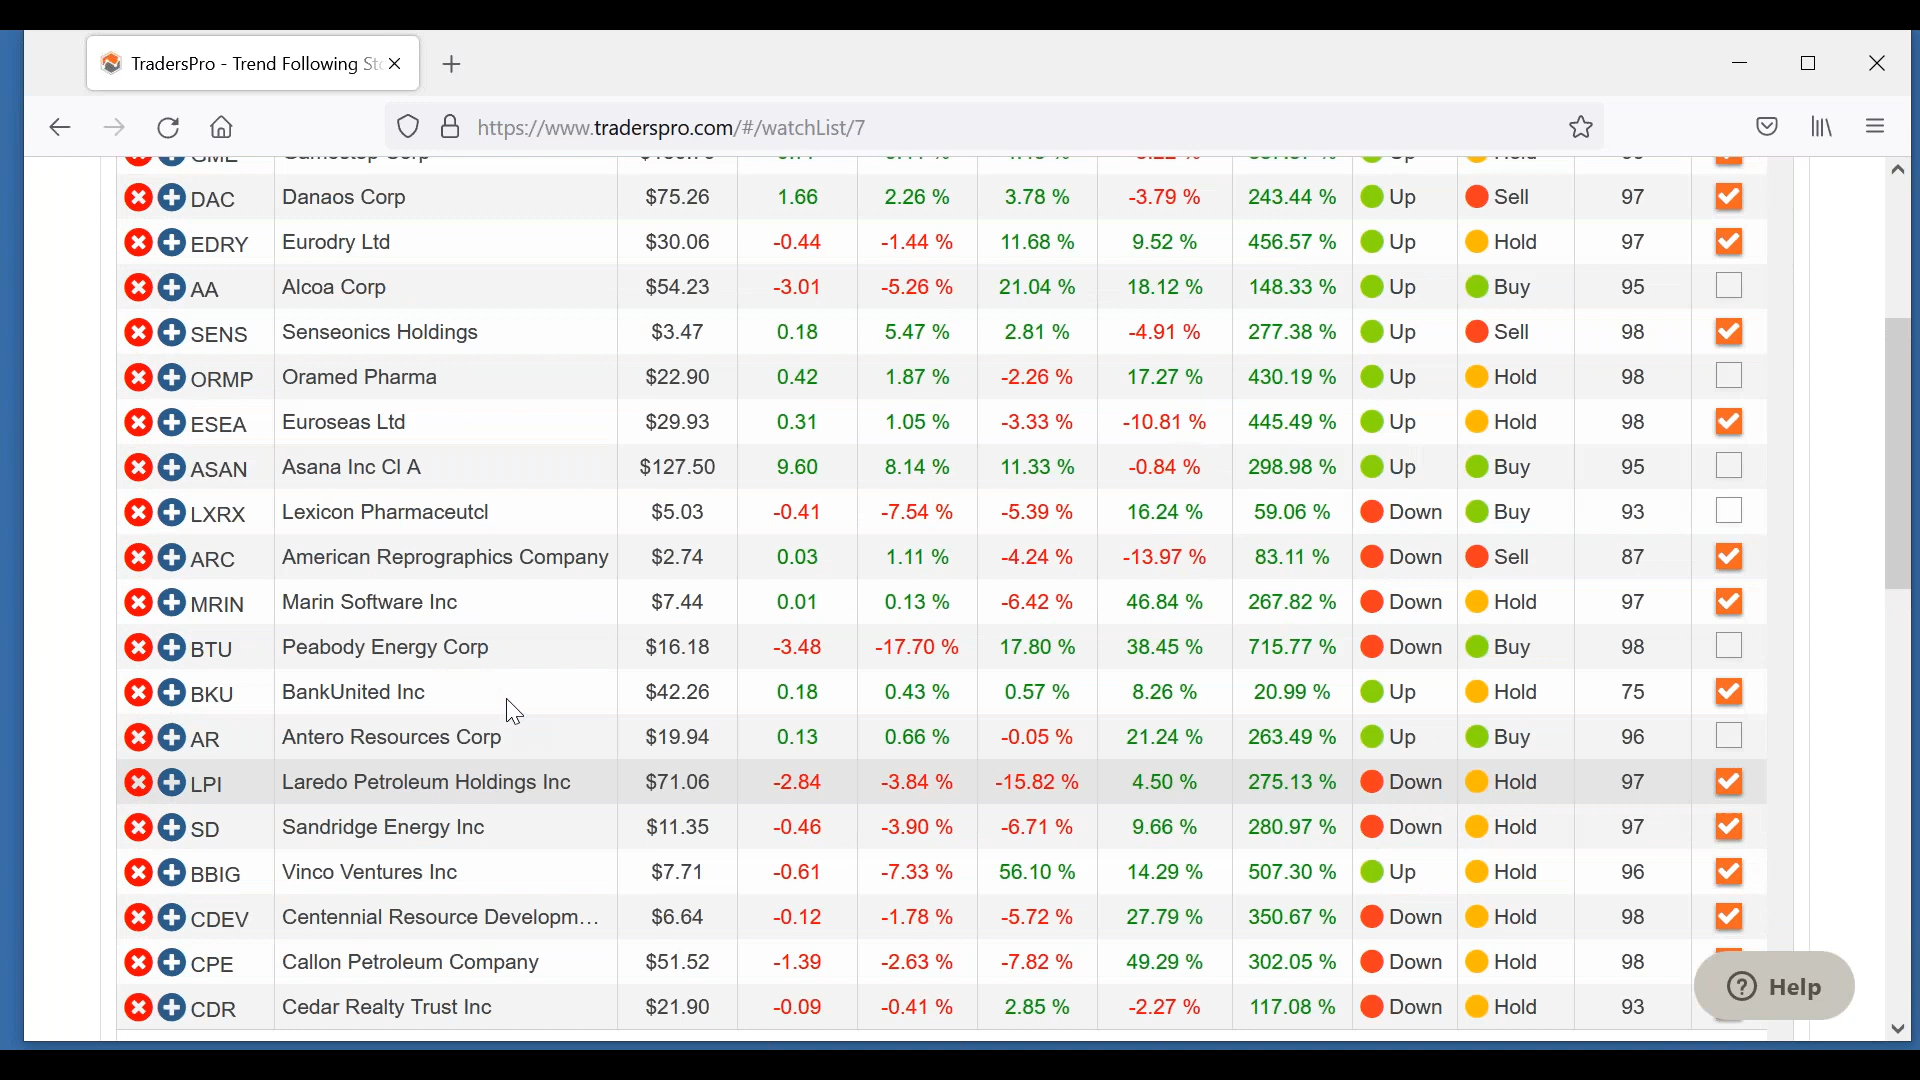 TradersPro - Trend Following Sto
https://www.traderspro.com/#/watchList/7
DAC Danaos Corp $75.26 1.66 2.26 % 3.78 % -3.79 % 243.44 % Up Sell 97
EDRY Eurodry Ltd $30.06 -0.44 -1.44 % 11.68 % 9.52 % 456.57 % Up Hold 97
AA Alcoa Corp $54.23 -3.01 -5.26 % 21.04 % 18.12 % 148.33 % Up Buy 95
SENS Senseonics Holdings $3.47 0.18 5.47 % 2.81 % -4.91 % 277.38 % Up Sell 98
ORMP Oramed Pharma $22.90 0.42 1.87 % -2.26 % 17.27 % 430.19 % Up Hold 98
ESEA Euroseas Ltd $29.93 0.31 1.05 % -3.33 % -10.81 % 445.49 % Up Hold 98
ASAN Asana Inc Cl A $127.50 9.60 8.14 % 11.33 % -0.84 % 298.98 % Up Buy 95
LXRX Lexicon Pharmaceutcl $5.03 -0.41 -7.54 % -5.39 % 16.24 % 59.06 % Down Buy 93
ARC American Reprographics Company $2.74 0.03 1.11 % -4.24 % -13.97 % 83.11 % Down Sell 87
MRIN Marin Software Inc $7.44 0.01 0.13 % -6.42 % 46.84 % 267.82 % Down Hold 97
BTU Peabody Energy Corp $16.18 -3.48 -17.70 % 17.80 % 38.45 % 715.77 % Down Buy 98
BKU BankUnited Inc $42.26 0.18 0.43 % 0.57 % 8.26 % 20.99 % Up Hold 75
AR Antero Resources Corp $19.94 0.13 0.66 % -0.05 % 21.24 % 263.49 % Up Buy 96
LPI Laredo Petroleum Holdings Inc $71.06 -2.84 -3.84 % -15.82 % 4.50 % 275.13 % Down Hold 97
SD Sandridge Energy Inc $11.35 -0.46 -3.90 % -6.71 % 9.66 % 280.97 % Down Hold 97
BBIG Vinco Ventures Inc $7.71 -0.61 -7.33 % 56.10 % 14.29 % 507.30 % Up Hold 96
CDEV Centennial Resource Developm... $6.64 -0.12 -1.78 % -5.72 % 27.79 % 350.67 % Down Hold 98
CPE Callon Petroleum Company $51.52 -1.39 -2.63 % -7.82 % 49.29 % 302.05 % Down Hold 98
CDR Cedar Realty Trust Inc $21.90 -0.09 -0.41 % 2.85 % -2.27 % 117.08 % Down Hold 93
Help